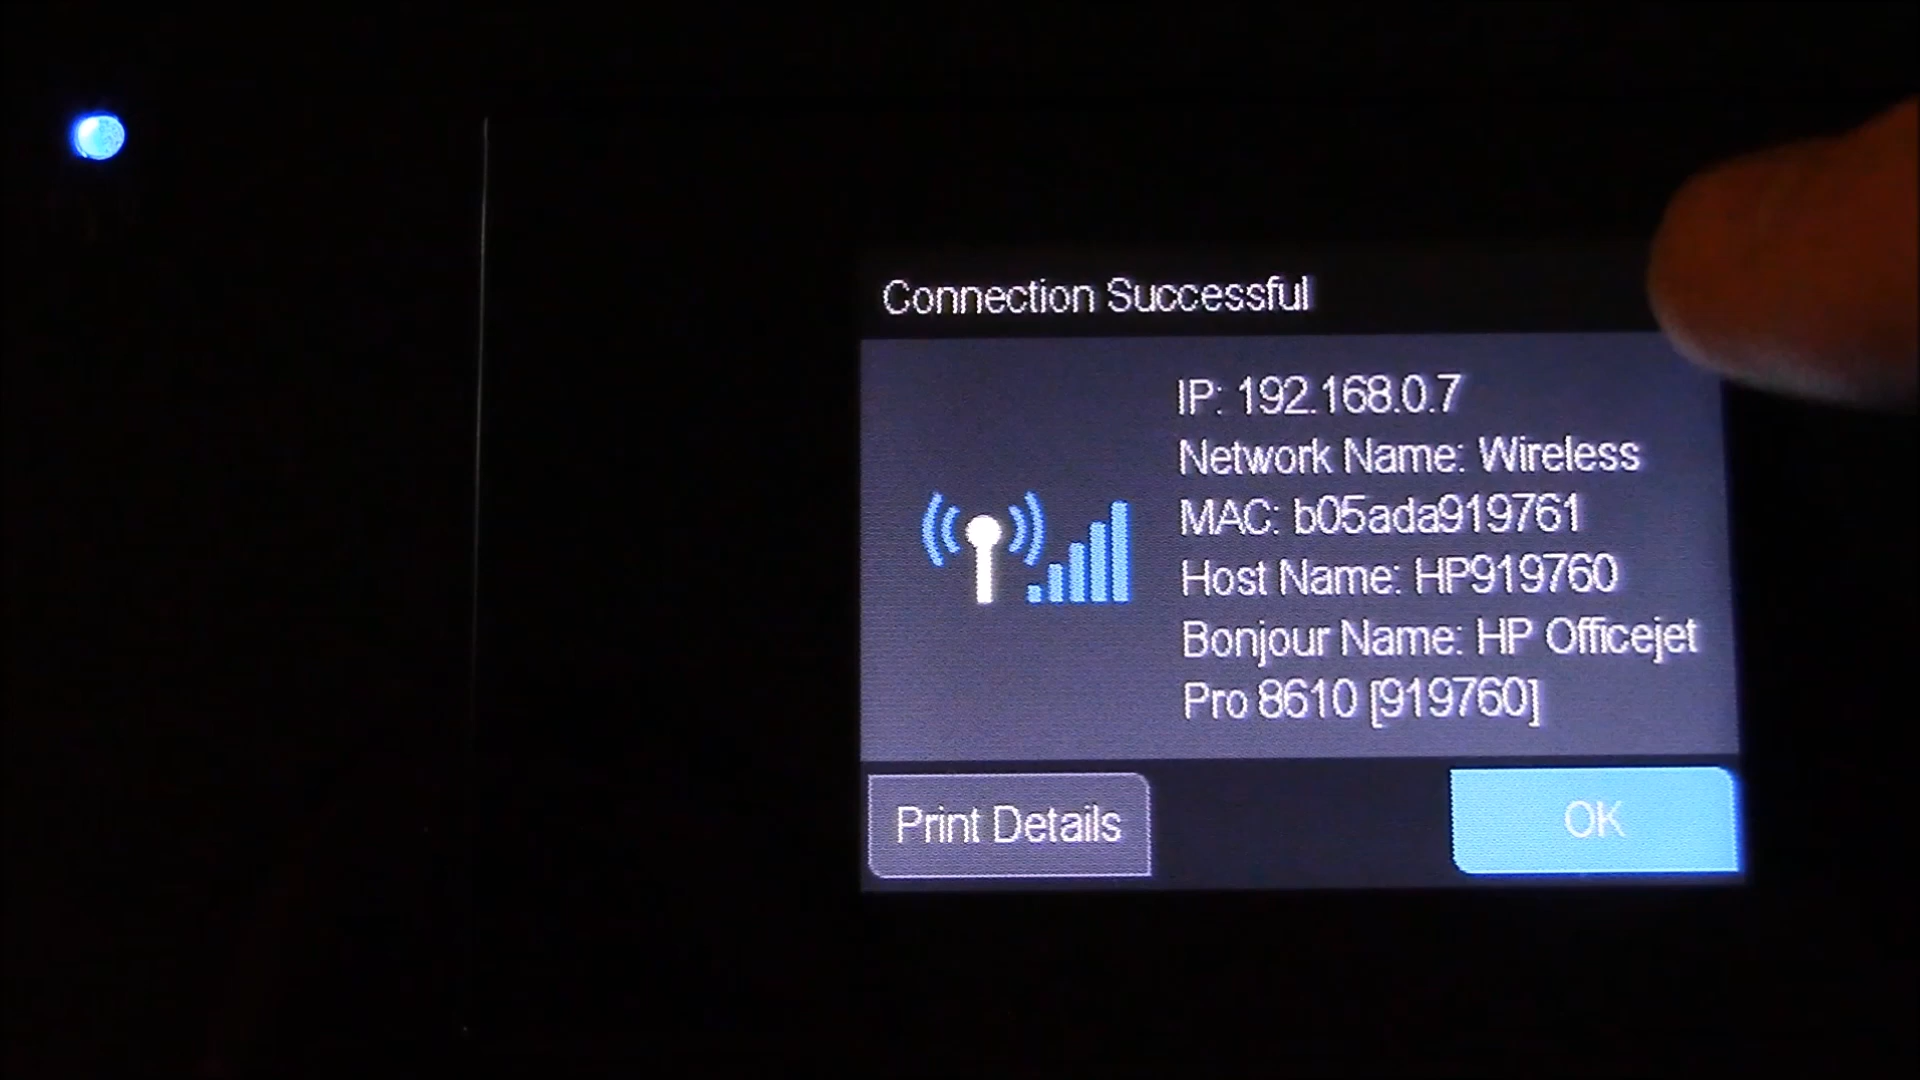 Connection Successful
IP: 192.168.0.7
Network Name: Wireless
MAC: b05ada919761
Host Name: HP919760
Bonjour Name: HP Officejet
Pro 8610 [919760]
Print Details
OK